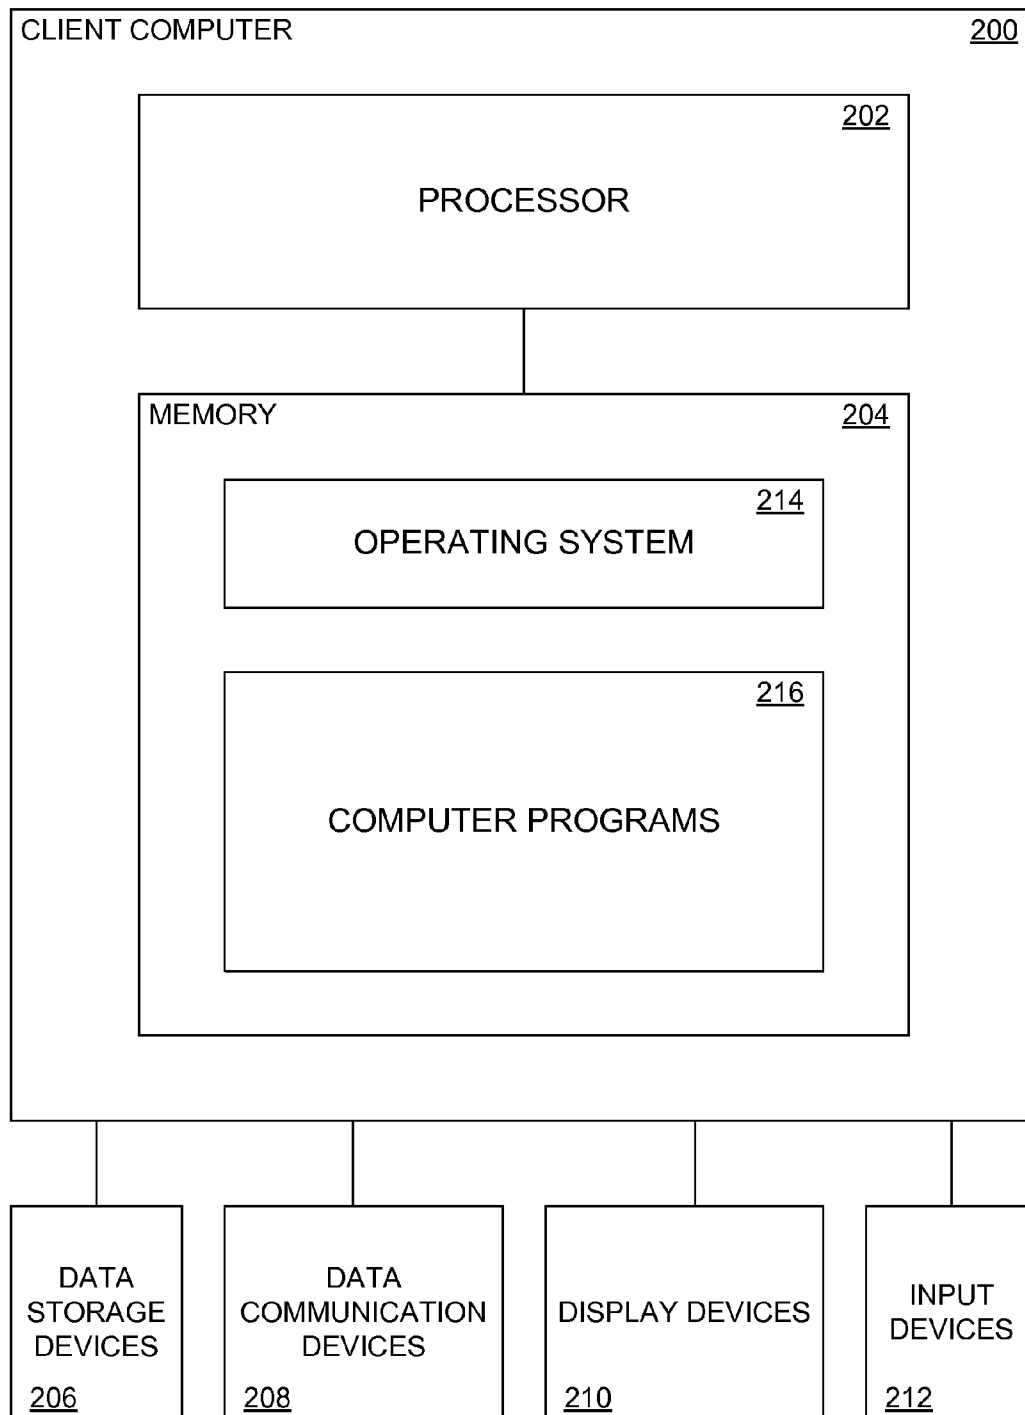 CLIENT COMPUTER 200
202
PROCESSOR
MEMORY 204
214
OPERATING SYSTEM
216
COMPUTER PROGRAMS
DATA
STORAGE
DEVICES
206
DATA
COMMUNICATION
DEVICES
208
DISPLAY DEVICES
210
INPUT
DEVICES
212